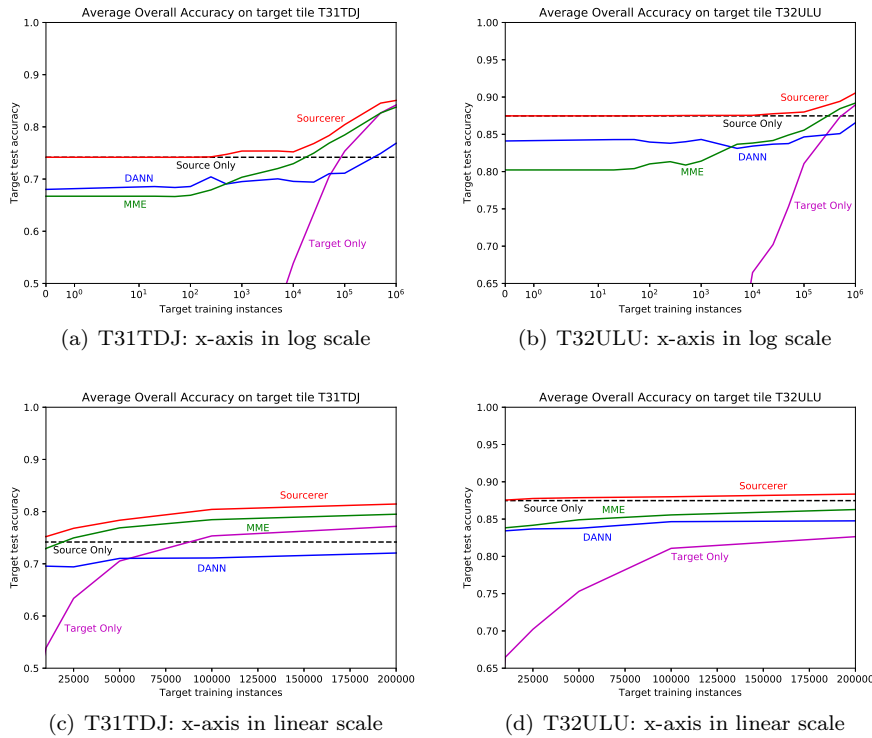 Average Overall Accuracy on target tile T31TDJ
1.0
0.9
0.8
0.7
0.6
0.5
Target test accuracy
Sourcerer
Source Only
DANN
MME
Target Only
0 10^0 10^1 10^2 10^3 10^4 10^5 10^6
Target training instances
(a) T31TDJ: x-axis in log scale
Average Overall Accuracy on target tile T32ULU
1.00
0.95
0.90
0.85
0.80
0.75
0.70
0.65
Target test accuracy
Sourcerer
Source Only
DANN
MME
Target Only
0 10^0 10^1 10^2 10^3 10^4 10^5 10^6
Target training instances
(b) T32ULU: x-axis in log scale
Average Overall Accuracy on target tile T31TDJ
1.0
0.9
0.8
0.7
0.6
0.5
Target test accuracy
Sourcerer
MME
Source Only
DANN
Target Only
25000 50000 75000 100000 125000 150000 175000 200000
Target training instances
(c) T31TDJ: x-axis in linear scale
Average Overall Accuracy on target tile T32ULU
1.00
0.95
0.90
0.85
0.80
0.75
0.70
0.65
Target test accuracy
Sourcerer
Source Only
MME
DANN
Target Only
25000 50000 75000 100000 125000 150000 175000 200000
Target training instances
(d) T32ULU: x-axis in linear scale